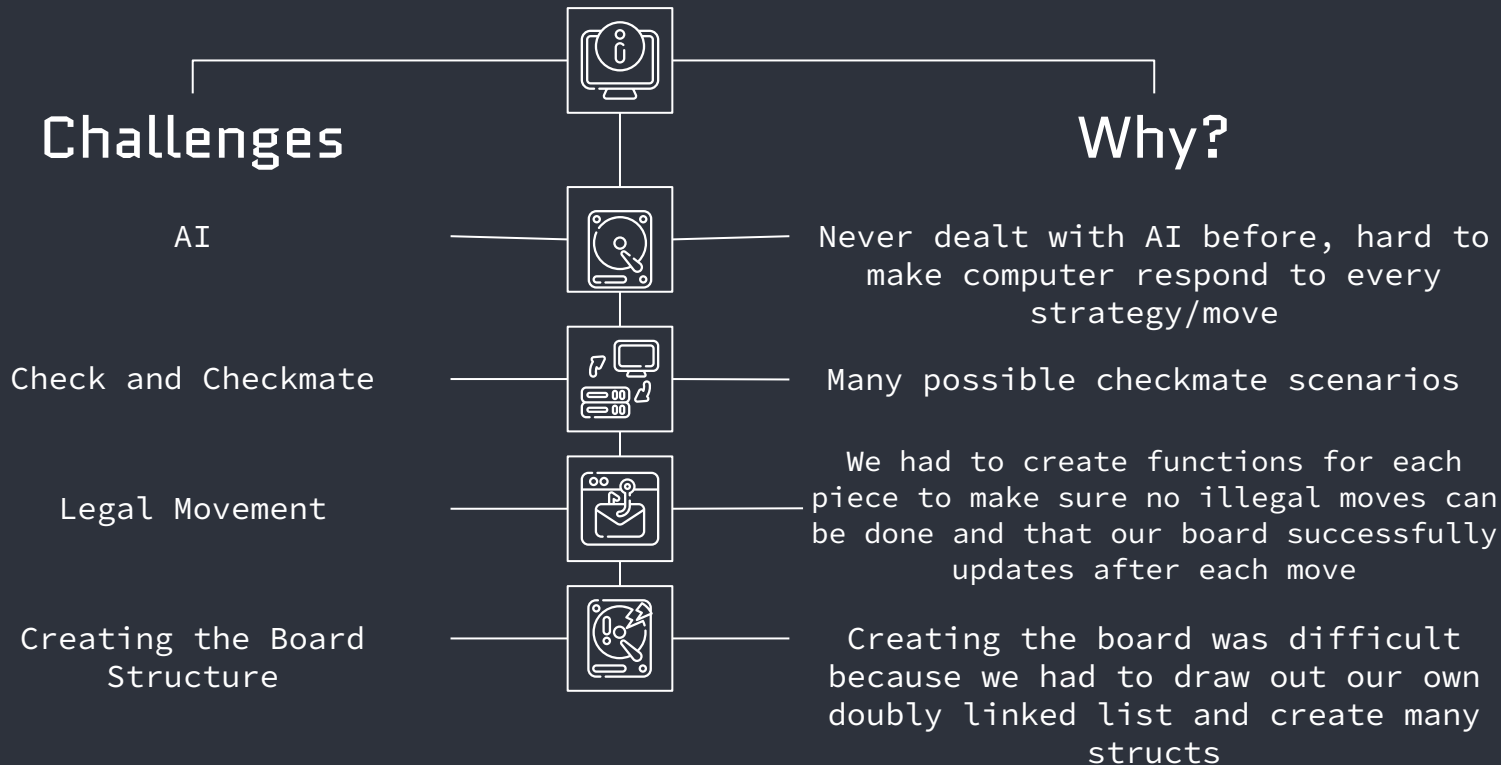 Challenges
Why?
AI
Never dealt with AI before, hard to
make computer respond to every
strategy/move
Check and Checkmate
Many possible checkmate scenarios
Legal Movement
We had to create functions for each
piece to make sure no illegal moves can
be done and that our board successfully
updates after each move
Creating the Board
Structure
Creating the board was difficult
because we had to draw out our own
doubly linked list and create many
structs